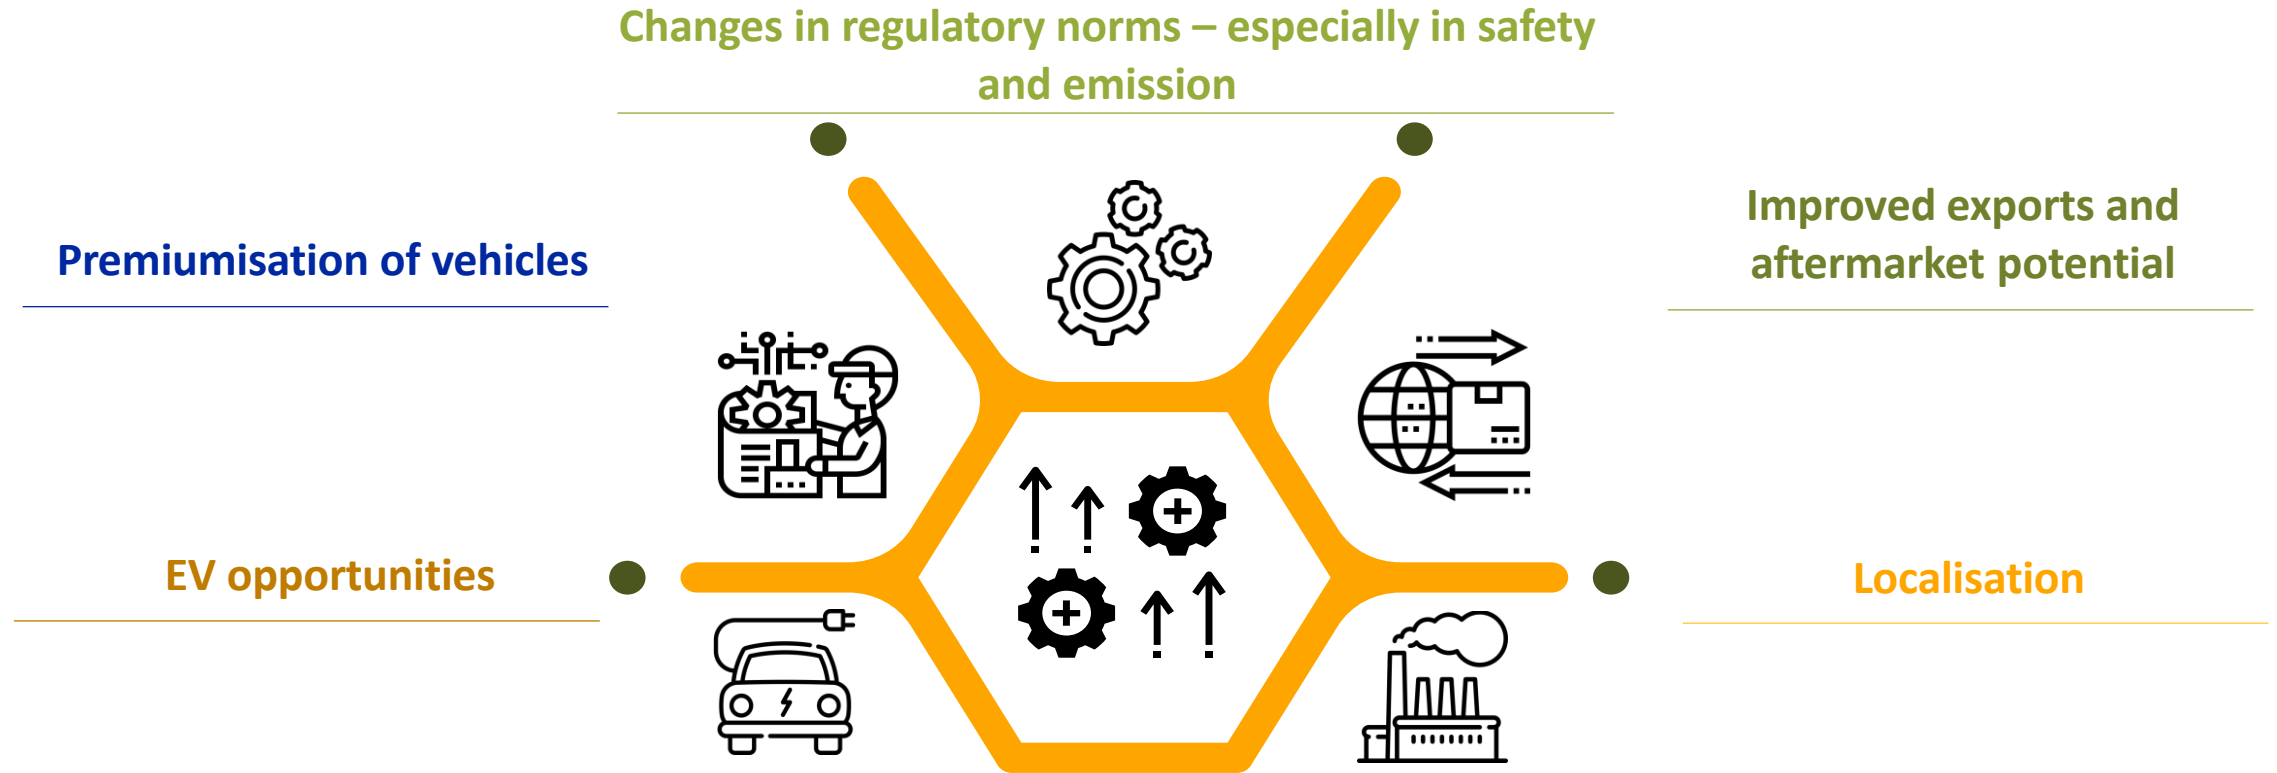 Changes in regulatory norms – especially in safety
and emission
Premiumisation of vehicles
Improved exports and
aftermarket potential
EV opportunities
Localisation